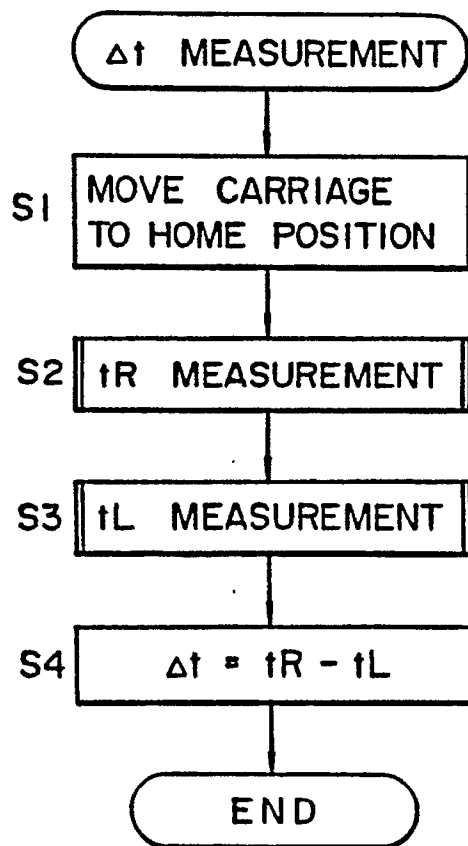 Δt MEASUREMENT
S1 MOVE CARRIAGE
TO HOME POSITION
S2 tR MEASUREMENT
S3 tL MEASUREMENT
S4 Δt = tR - tL
END